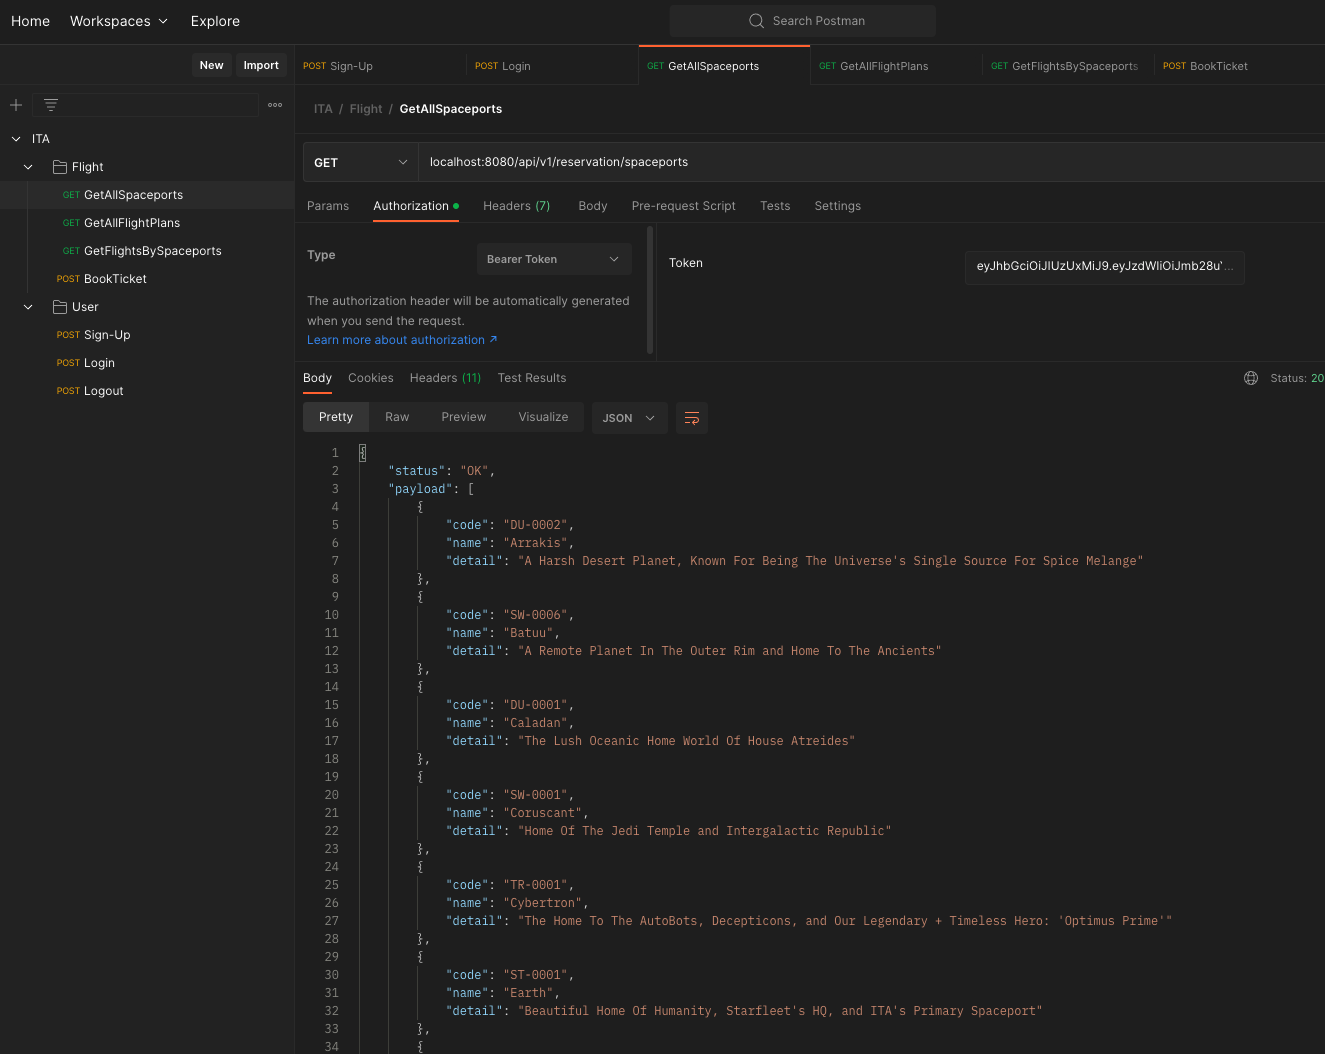 Home Workspaces Explore Search Postman
New Import
POST Sign-Up POST Login GET GetAllSpaceports GET GetAllFlightPlans GET GetFlightsBySpaceports POST BookTicket
ITA / Flight / GetAllSpaceports
ITA
Flight
GET GetAllSpaceports
GET GetAllFlightPlans
GET GetFlightsBySpaceports
POST BookTicket
User
POST Sign-Up
POST Login
POST Logout
GET localhost:8080/api/v1/reservation/spaceports
Params Authorization Headers (7) Body Pre-request Script Tests Settings
Type Bearer Token
The authorization header will be automatically generated
when you send the request.
Learn more about authorization ↗
Token
Body Cookies Headers (11) Test Results Status: 20
Pretty Raw Preview Visualize JSON
1 {
2 "status": "OK",
3 "payload": [
4 {
5 "code": "DU-0002",
6 "name": "Arrakis",
7 "detail": "A Harsh Desert Planet, Known For Being The Universe's Single Source For Spice Melange"
8 },
9 {
10 "code": "SW-0006",
11 "name": "Batuu",
12 "detail": "A Remote Planet In The Outer Rim and Home To The Ancients"
13 },
14 {
15 "code": "DU-0001",
16 "name": "Caladan",
17 "detail": "The Lush Oceanic Home World Of House Atreides"
18 },
19 {
20 "code": "SW-0001",
21 "name": "Coruscant",
22 "detail": "Home Of The Jedi Temple and Intergalactic Republic"
23 },
24 {
25 "code": "TR-0001",
26 "name": "Cybertron",
27 "detail": "The Home To The AutoBots, Decepticons, and Our Legendary + Timeless Hero: 'Optimus Prime'"
28 },
29 {
30 "code": "ST-0001",
31 "name": "Earth",
32 "detail": "Beautiful Home Of Humanity, Starfleet's HQ, and ITA's Primary Spaceport"
33 },
34 {